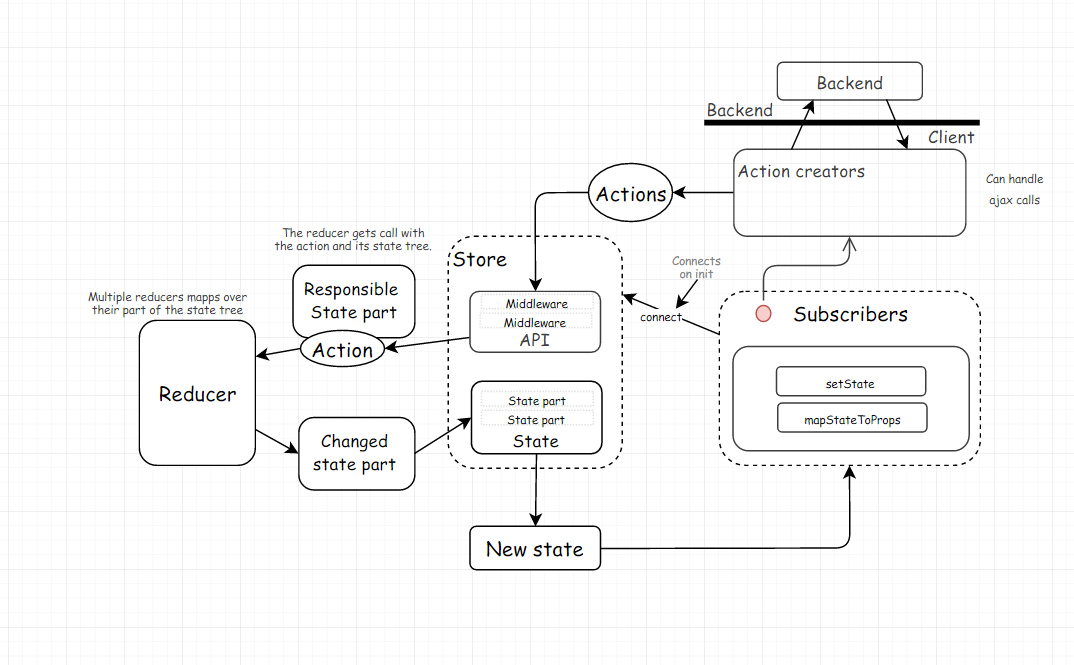 Backend
Backend
Client
Action creators
Can handle
ajax calls
Actions
The reducer gets call with
the action and its state tree.
Store
Connects
on init
Responsible
State part
Multiple reducers mapps over
their part of the state tree
Middleware
Middleware
API
connect
Subscribers
Action
Reducer
setState
mapStateToProps
State part
State part
State
Changed
state part
New state